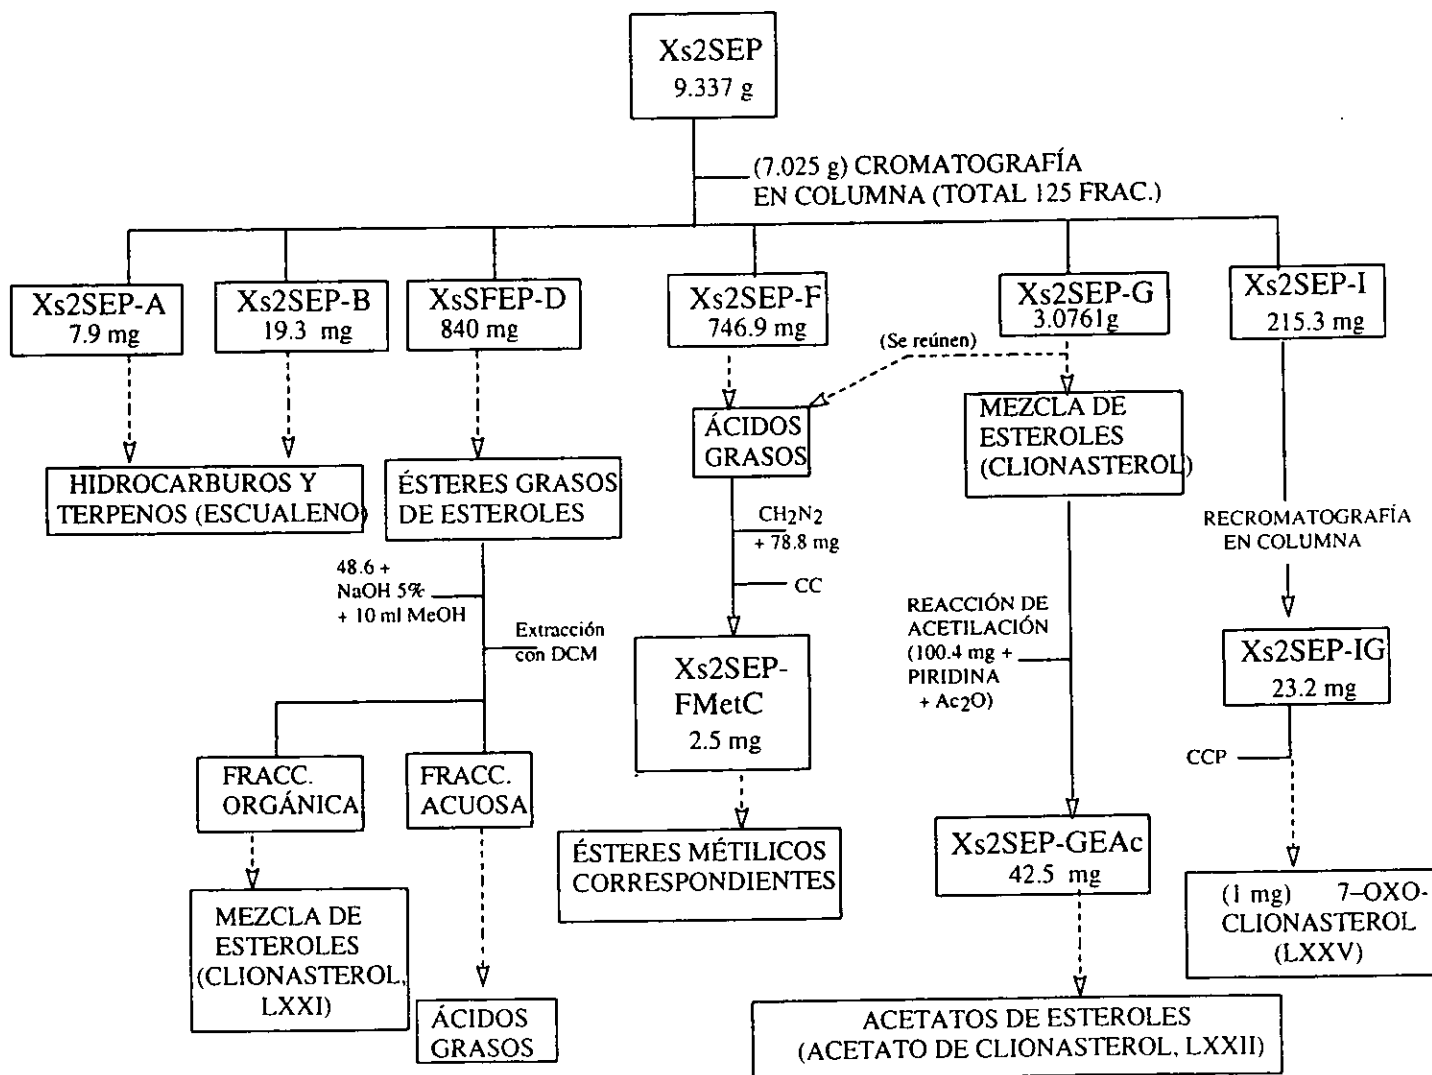 Xs2SEP
9.337 g
(7.025 g) CROMATOGRAFÍA
EN COLUMNA (TOTAL 125 FRAC.)
Xs2SEP-A
7.9 mg
Xs2SEP-B
19.3 mg
XsSFEP-D
840 mg
Xs2SEP-F
746.9 mg
Xs2SEP-G
3.0761g
Xs2SEP-I
215.3 mg
(Se reúnen)
HIDROCARBUROS Y
TERPENOS (ESCUALENO)
ÉSTERES GRASOS
DE ESTEROLES
ÁCIDOS
GRASOS
MEZCLA DE
ESTEROLES
(CLIONASTEROL)
48.6 +
NaOH 5%
+ 10 ml MeOH
Extracción
con DCM
CH2N2
+ 78.8 mg
CC
REACCIÓN DE
ACETILACIÓN
(100.4 mg +
PIRIDINA
+ Ac2O)
RECROMATOGRAFÍA
EN COLUMNA
Xs2SEP-
FMetC
2.5 mg
Xs2SEP-IG
23.2 mg
CCP
FRACC.
ORGÁNICA
FRACC.
ACUOSA
ÉSTERES MÉTILICOS
CORRESPONDIENTES
Xs2SEP-GEAc
42.5 mg
(1 mg) 7–OXO-
CLIONASTEROL
(LXXV)
MEZCLA DE
ESTEROLES
(CLIONASTEROL,
LXXI)
ÁCIDOS
GRASOS
ACETATOS DE ESTEROLES
(ACETATO DE CLIONASTEROL, LXXII)